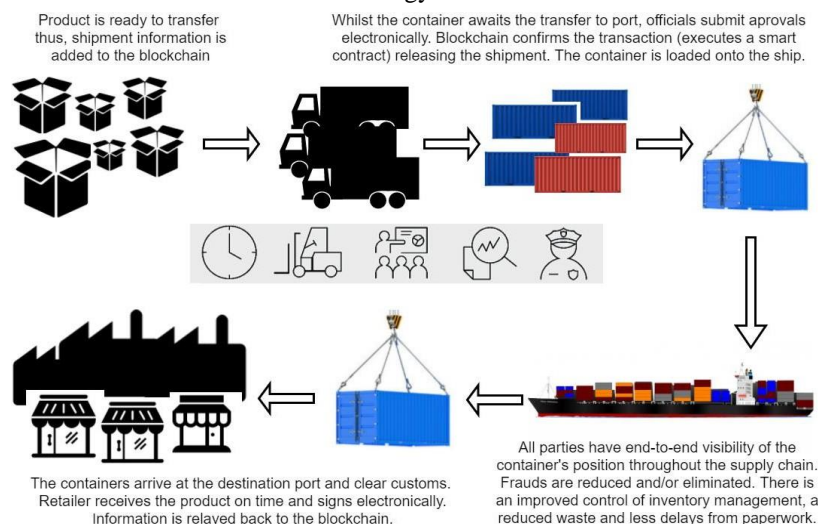 Product is ready to transfer
thus, shipment information is
added to the blockchain
Whilst the container awaits the transfer to port, officials submit aprovals
electronically. Blockchain confirms the transaction (executes a smart
contract) releasing the shipment. The container is loaded onto the ship.
The containers arrive at the destination port and clear customs.
Retailer receives the product on time and signs electronically.
Information is relayed back to the blockchain.
All parties have end-to-end visibility of the
container's position throughout the supply chain.
Frauds are reduced and/or eliminated. There is
an improved control of inventory management, a
reduced waste and less delays from paperwork.